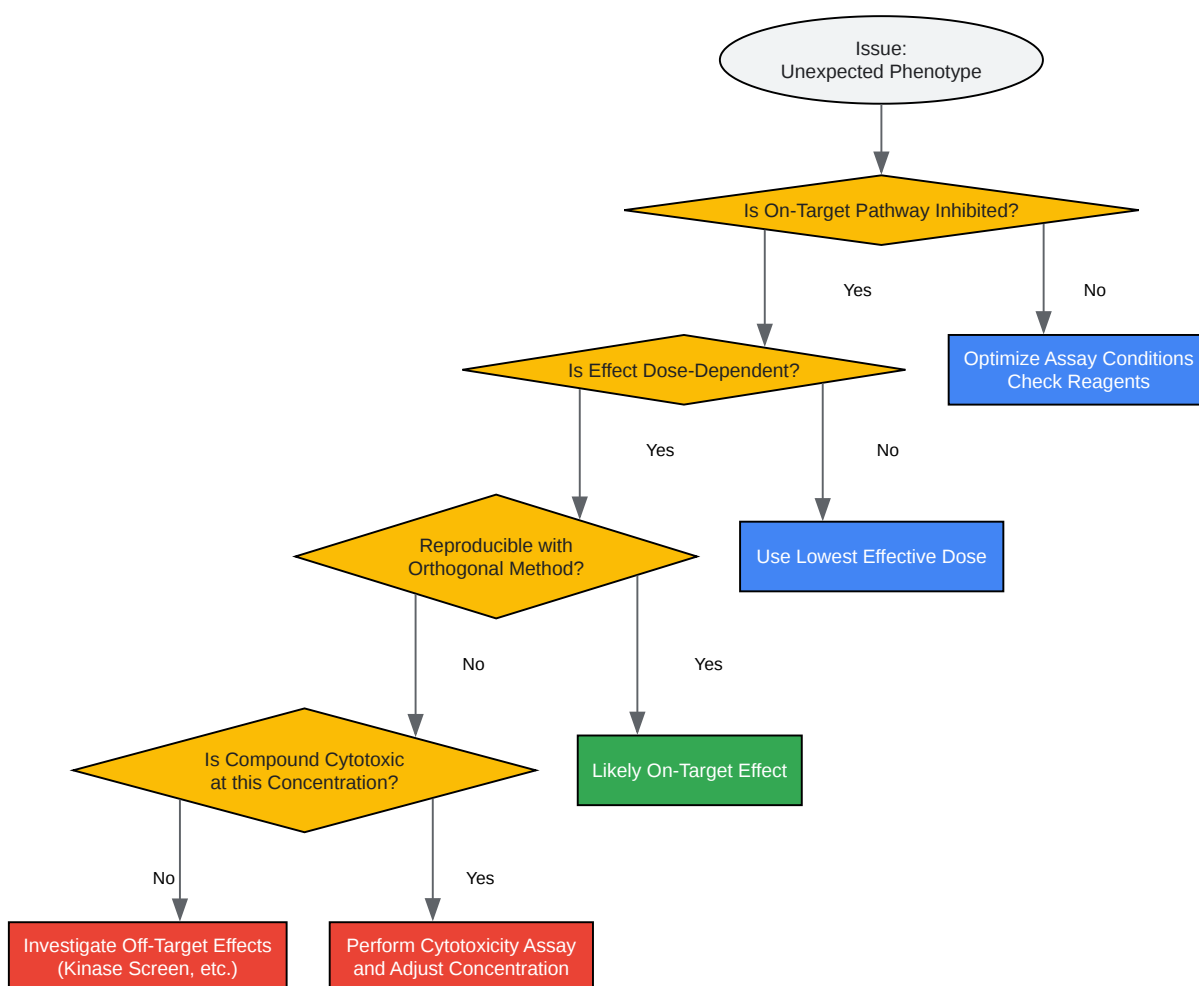 Issue:
Unexpected Phenotype
Is On-Target Pathway Inhibited?
Yes
No
Is Effect Dose-Dependent?
Optimize Assay Conditions
Check Reagents
Yes
No
Reproducible with
Orthogonal Method?
Use Lowest Effective Dose
No
Yes
Is Compound Cytotoxic
at this Concentration?
Likely On-Target Effect
No
Yes
Investigate Off-Target Effects
(Kinase Screen, etc.)
Perform Cytotoxicity Assay
and Adjust Concentration